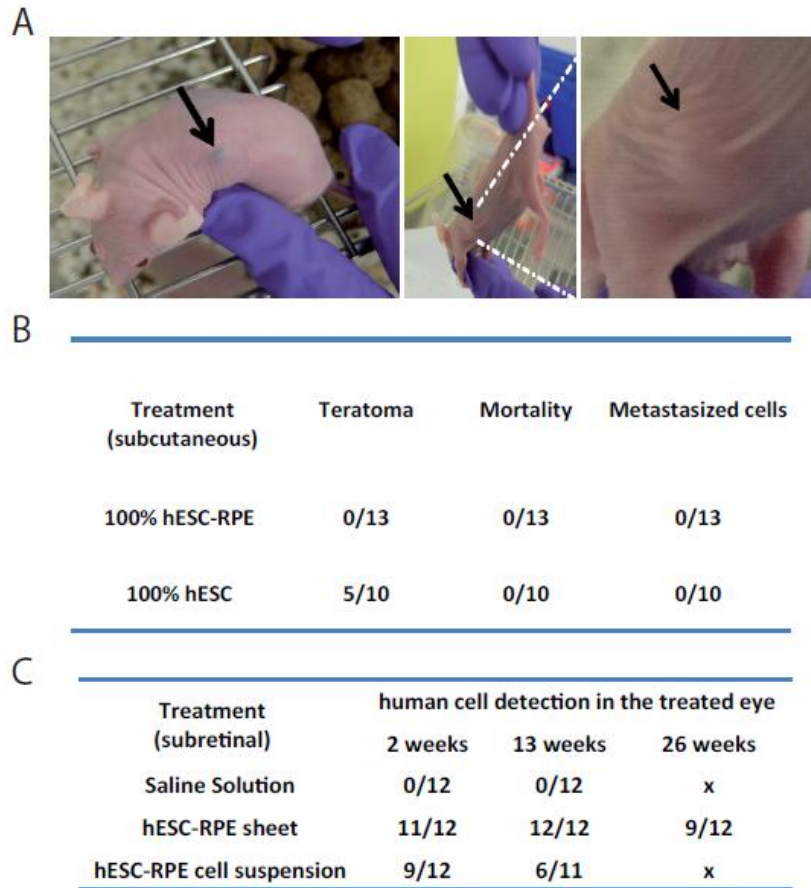 A
B
Treatment Teratoma Mortality Metastasized cells
(subcutaneous)
100% hESC-RPE 0/13 0/13 0/13
100% hESC 5/10 0/10 0/10
C
Treatment human cell detection in the treated eye
(subretinal) 2 weeks 13 weeks 26 weeks
Saline Solution 0/12 0/12 x
hESC-RPE sheet 11/12 12/12 9/12
hESC-RPE cell suspension 9/12 6/11 x